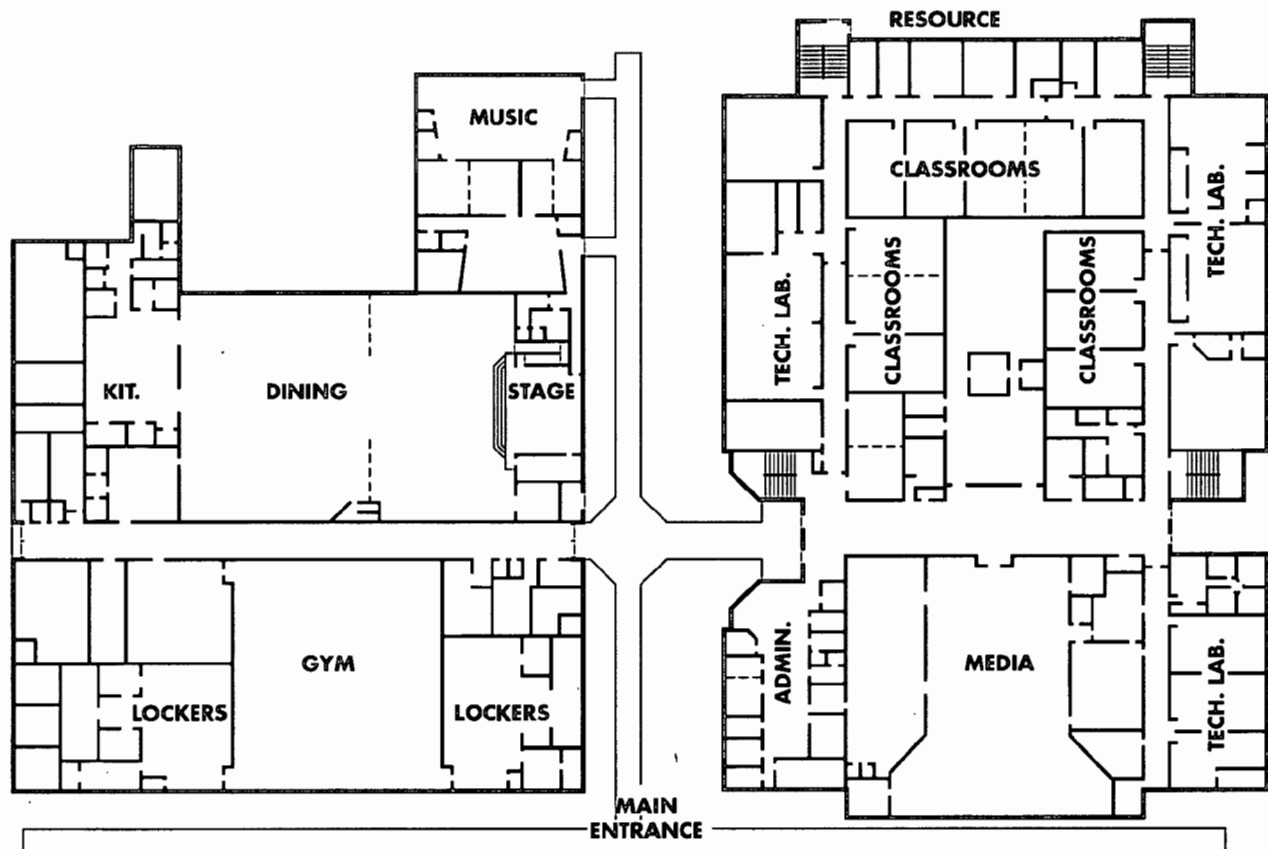 RESOURCE
MUSIC
CLASSROOMS
TECH. LAB.
CLASSROOMS
CLASSROOMS
TECH. LAB.
KIT.
DINING
STAGE
GYM
LOCKERS
LOCKERS
ADMIN.
MEDIA
TECH. LAB.
MAIN
ENTRANCE